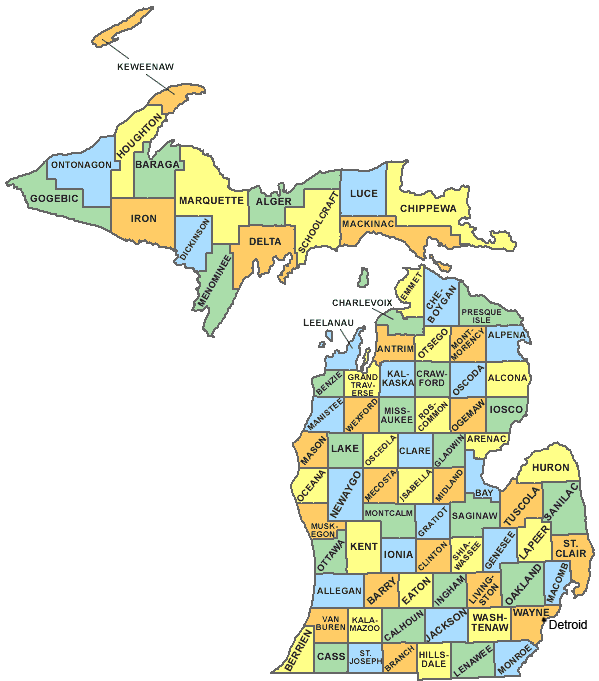 KEWEENAW
HOUGHTON
ONTONAGON
BARAGA
GOGEBIC
MARQUETTE
ALGER
LUCE
CHIPPEWA
IRON
SCHOOLCRAFT
MACKINAC
DICKINSON
DELTA
MENOMINEE
EMMET
CHE-
BOYGAN
CHARLEVOIX
PRESQUE
ISLE
LEELANAU
ANTRIM
OTSEGO
MONT-
MORENCY
ALPENA
BENZIE
GRAND
TRAV-
ERSE
KAL-
KASKA
CRAW-
FORD
OSCODA
ALCONA
MANISTEE
WEXFORD
MISS-
AUKEE
ROS-
COMMON
OGEMAW
IOSCO
MASON
LAKE
OSCEOLA
CLARE
GLADWIN
ARENAC
OCEANA
NEWAYGO
MECOSTA
ISABELLA
MIDLAND
BAY
HURON
MUSK-
EGON
MONTCALM
GRATIOT
SAGINAW
TUSCOLA
SANILAC
OTTAWA
KENT
IONIA
CLINTON
SHIA-
WASSEE
GENESEE
LAPEER
ST.
CLAIR
ALLEGAN
BARRY
EATON
INGHAM
LIVING-
STON
OAKLAND
MACOMB
VAN
BUREN
KALA-
MAZOO
CALHOUN
JACKSON
WASH-
TENAW
WAYNE
Detroid
BERRIEN
CASS
ST.
JOSEPH
BRANCH
HILLS-
DALE
LENAWEE
MONROE